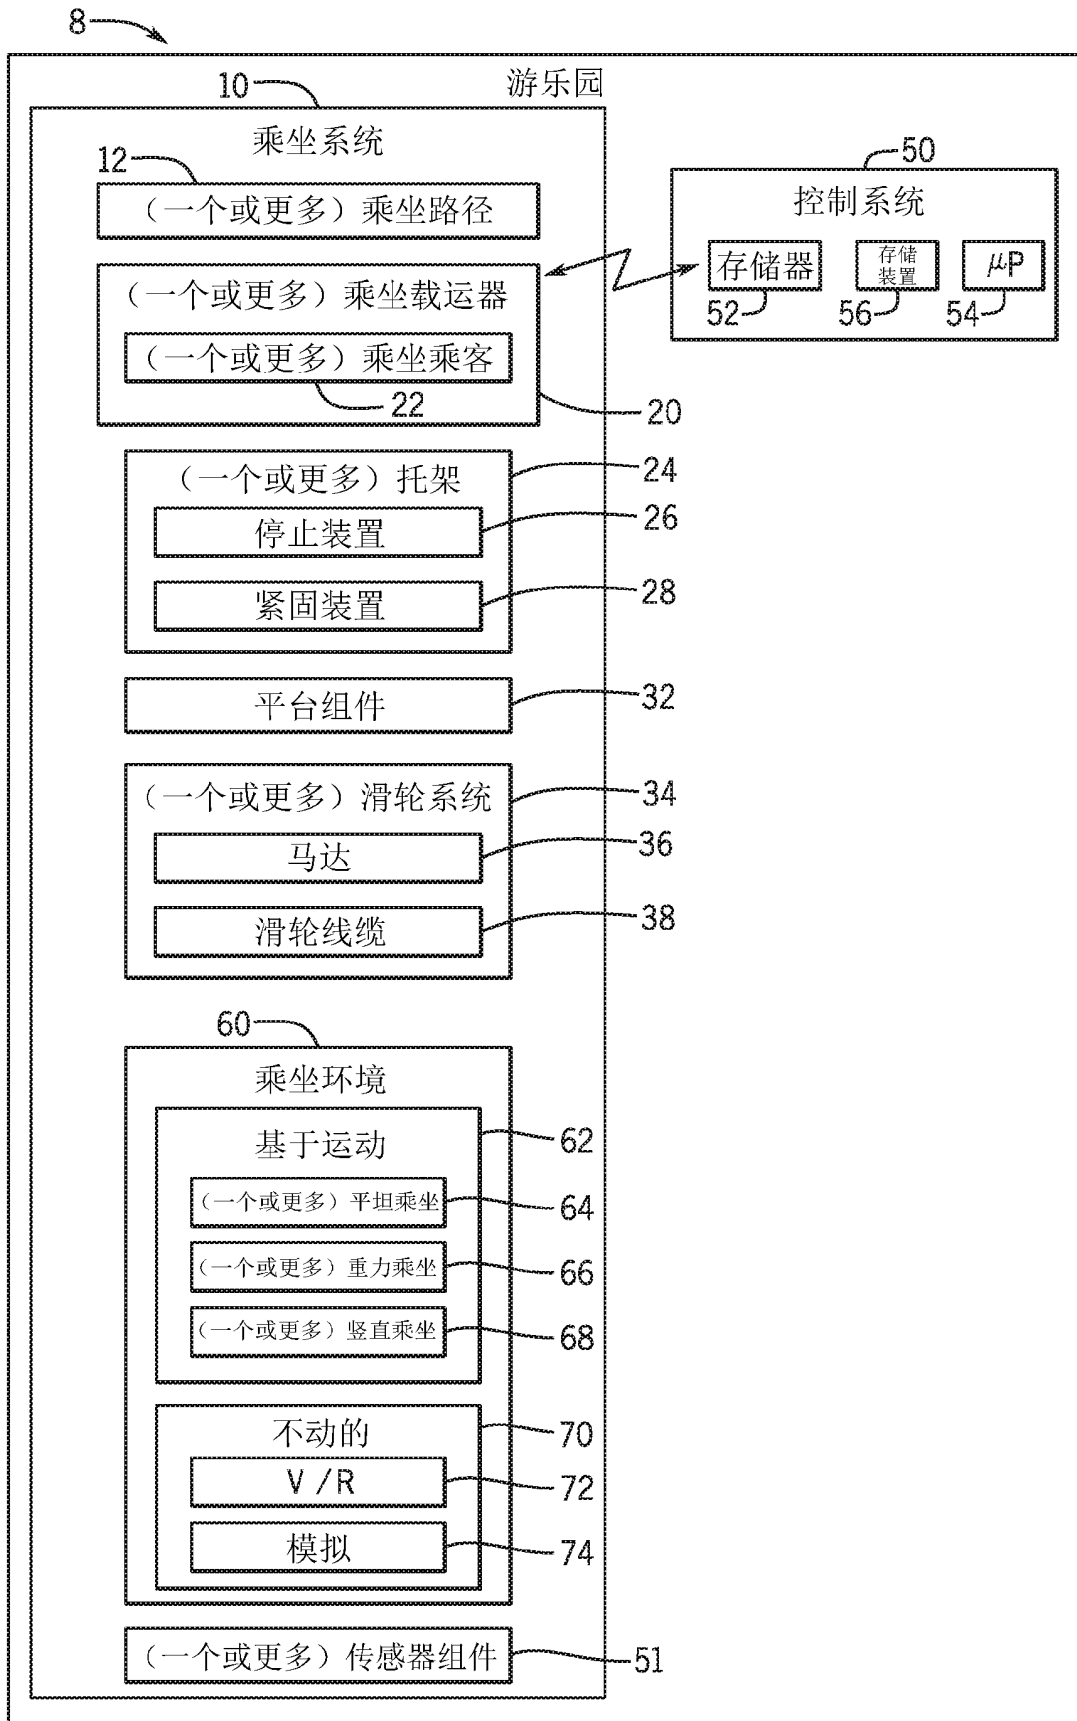 8
游乐园
10
乘坐系统
12
（一个或更多）乘坐路径
（一个或更多）乘坐载运器
（一个或更多）乘坐乘客
22
20
（一个或更多）托架
24
停止装置
26
紧固装置
28
平台组件
32
（一个或更多）滑轮系统
34
马达
36
滑轮线缆
38
60
乘坐环境
基于运动
62
（一个或更多）平坦乘坐
64
（一个或更多）重力乘坐
66
（一个或更多）竖直乘坐
68
不动的
70
V/R
72
模拟
74
（一个或更多）传感器组件
51
50
控制系统
存储器
存储
装置
μP
52
56
54